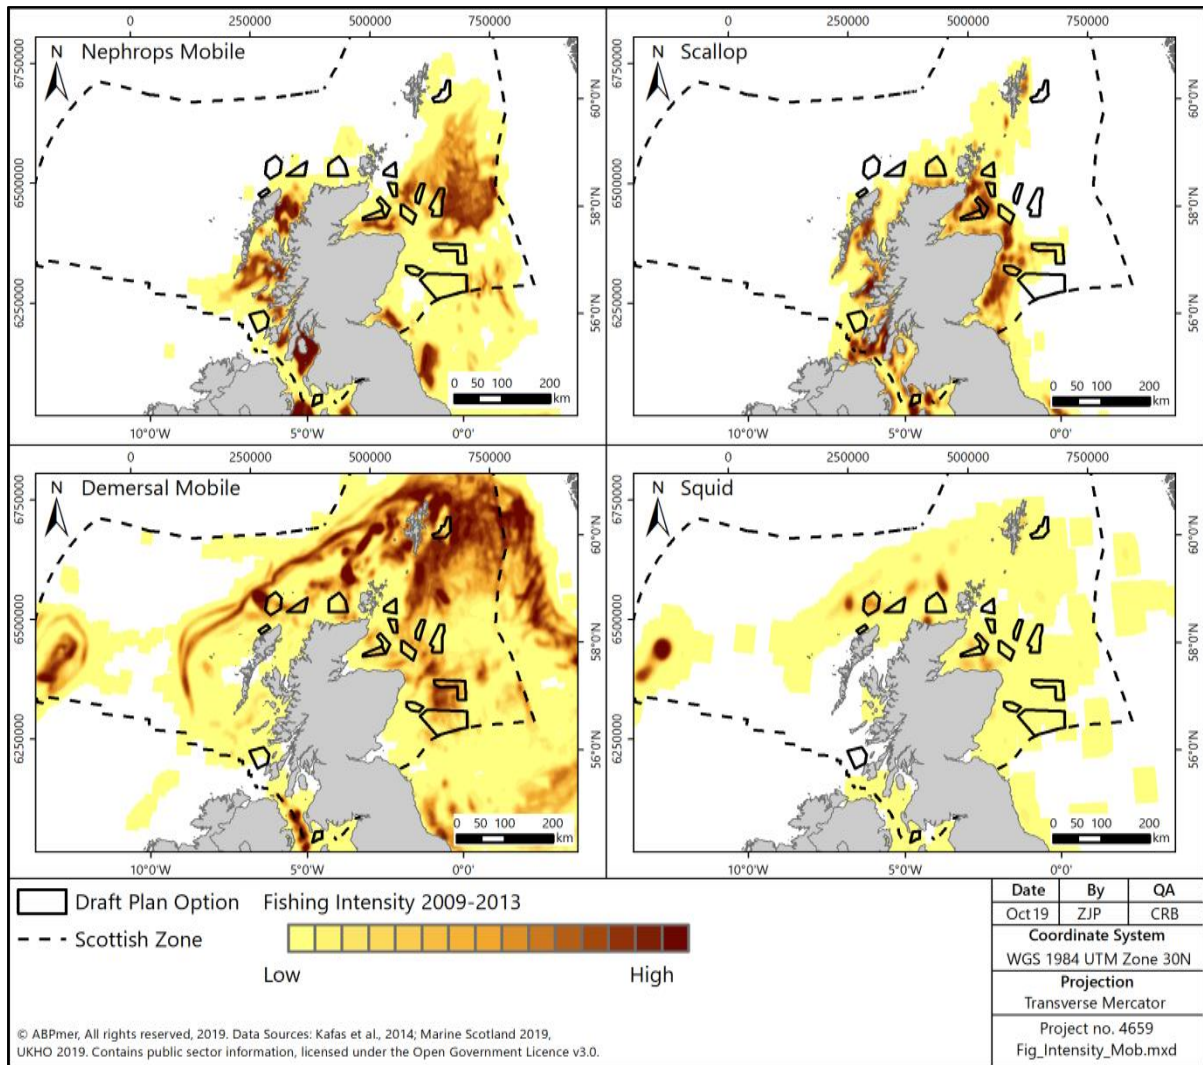 0 250000 500000 750000
0 250000 500000 750000
N Nephrops Mobile
N Scallop
6750000
6500000
6250000
60°0'N
58°0'N
56°0'N
6750000
6500000
6250000
60°0'N
58°0'N
56°0'N
0 50 100 200
km
0 50 100 200
km
10°0'W 5°0'W 0°0'
10°0'W 5°0'W 0°0'
0 250000 500000 750000
0 250000 500000 750000
N Demersal Mobile
N Squid
6750000
6500000
6250000
60°0'N
58°0'N
56°0'N
6750000
6500000
6250000
60°0'N
58°0'N
56°0'N
0 50 100 200
km
0 50 100 200
km
10°0'W 5°0'W 0°0'
10°0'W 5°0'W 0°0'
Draft Plan Option Fishing Intensity 2009-2013
Scottish Zone
Low High
Date By QA
Oct19 ZJP CRB
Coordinate System
WGS 1984 UTM Zone 30N
Projection
Transverse Mercator
Project no. 4659
Fig_Intensity_Mob.mxd
© ABPmer, All rights reserved, 2019. Data Sources: Kafas et al., 2014; Marine Scotland 2019,
UKHO 2019. Contains public sector information, licensed under the Open Government Licence v3.0.